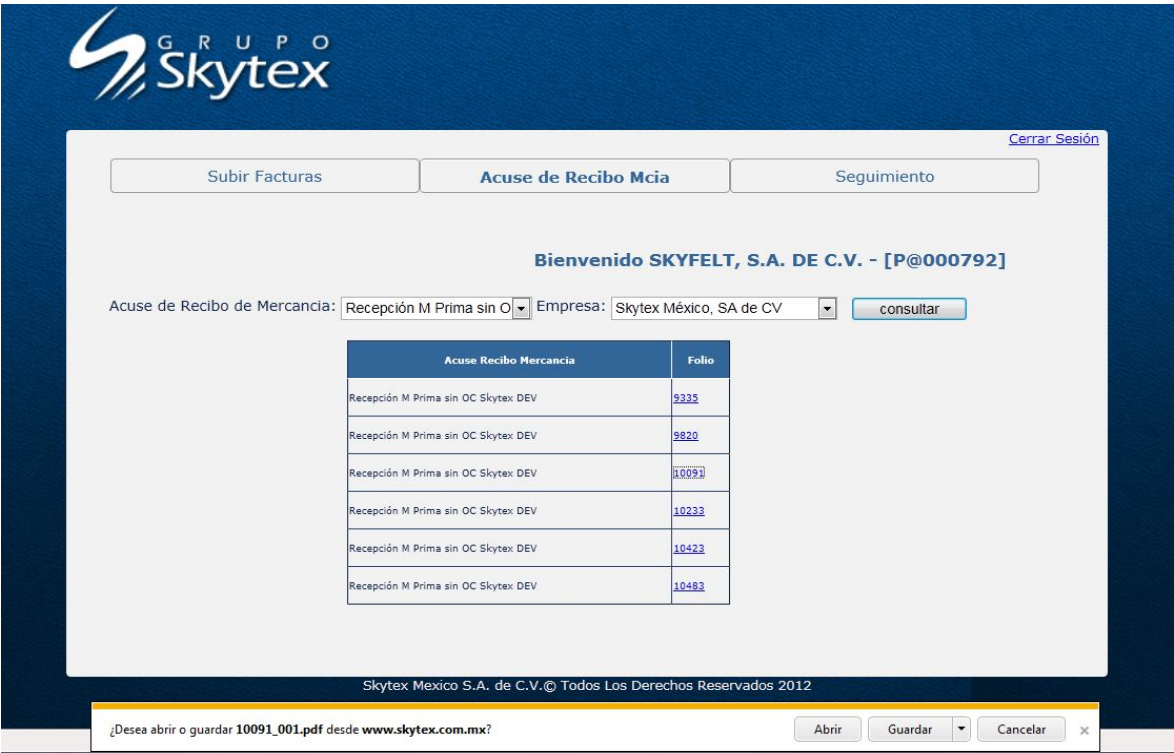 GRUPO
Skytex
Cerrar Sesión
Subir Facturas Acuse de Recibo Mcia Seguimiento
Bienvenido SKYFELT, S.A. DE C.V. - [P@000792]
Acuse de Recibo de Mercancia: Recepción M Prima sin O Empresa: Skytex México, SA de CV consultar
Acuse Recibo Mercancia Folio
Recepción M Prima sin OC Skytex DEV 9335
Recepción M Prima sin OC Skytex DEV 9820
Recepción M Prima sin OC Skytex DEV 10091
Recepción M Prima sin OC Skytex DEV 10233
Recepción M Prima sin OC Skytex DEV 10423
Recepción M Prima sin OC Skytex DEV 10483
Skytex Mexico S.A. de C.V.© Todos Los Derechos Reservados 2012
¿Desea abrir o guardar 10091_001.pdf desde www.skytex.com.mx? Abrir Guardar Cancelar ×